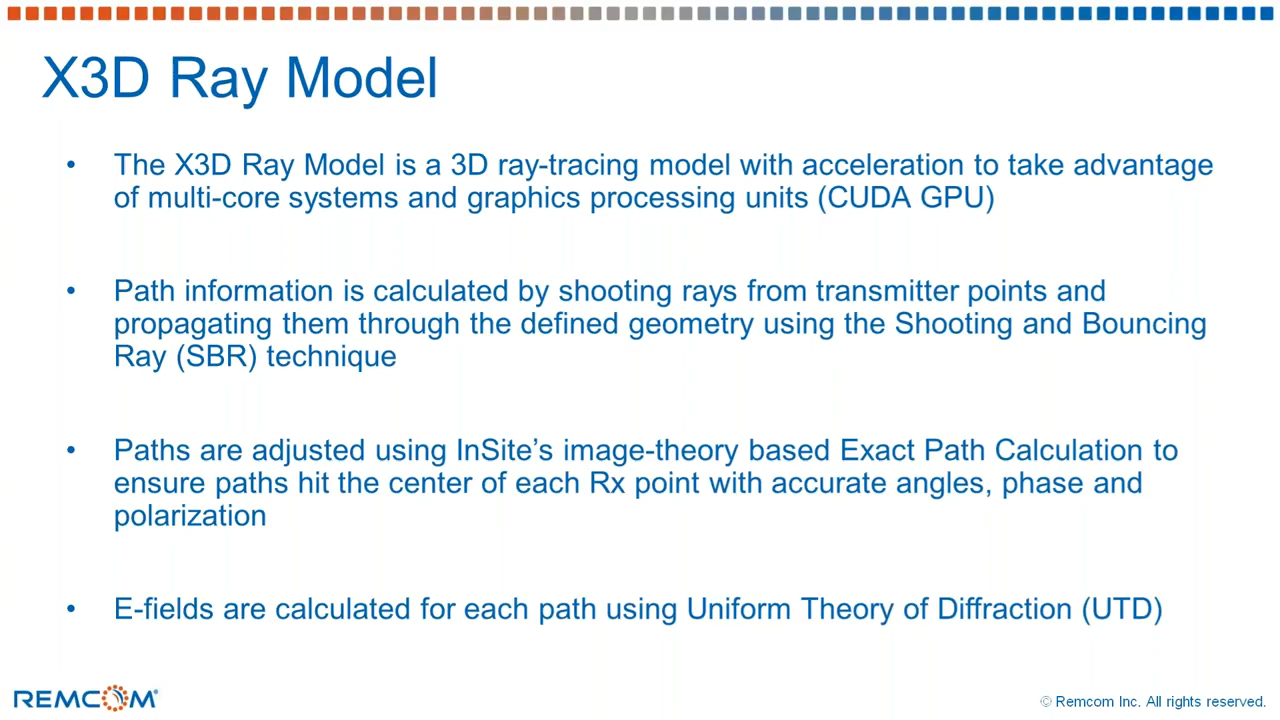 X3D Ray Model
• The X3D Ray Model is a 3D ray-tracing model with acceleration to take advantage
of multi-core systems and graphics processing units (CUDA GPU)
• Path information is calculated by shooting rays from transmitter points and
propagating them through the defined geometry using the Shooting and Bouncing
Ray (SBR) technique
• Paths are adjusted using InSite’s image-theory based Exact Path Calculation to
ensure paths hit the center of each Rx point with accurate angles, phase and
polarization
• E-fields are calculated for each path using Uniform Theory of Diffraction (UTD)
REMCOM®
© Remcom Inc. All rights reserved.